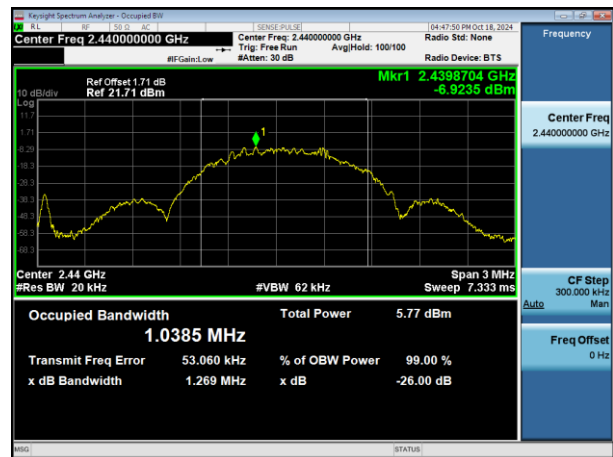 Keysight Spectrum Analyzer - Occupied BW
RL RF 50 Ω AC SENSE:PULSE 04:47:50 PM Oct 18, 2024
Center Freq 2.440000000 GHz
Center Freq: 2.440000000 GHz Radio Std: None
Trig: Free Run Avg|Hold: 100/100
#IFGain:Low #Atten: 30 dB Radio Device: BTS
Frequency
Ref Offset 1.71 dB
Mkr1 2.4398704 GHz
10 dB/div Ref 21.71 dBm -6.9235 dBm
Log
11.7
1.71
-8.29
-18.3
-28.3
-38.3
-48.3
-58.3
-68.3
1
Center 2.44 GHz Span 3 MHz
#Res BW 20 kHz #VBW 62 kHz Sweep 7.333 ms
Occupied Bandwidth Total Power 5.77 dBm
1.0385 MHz
Transmit Freq Error 53.060 kHz % of OBW Power 99.00 %
x dB Bandwidth 1.269 MHz x dB -26.00 dB
Center Freq
2.440000000 GHz
CF Step
300.000 kHz
Auto Man
Freq Offset
0 Hz
MSG STATUS